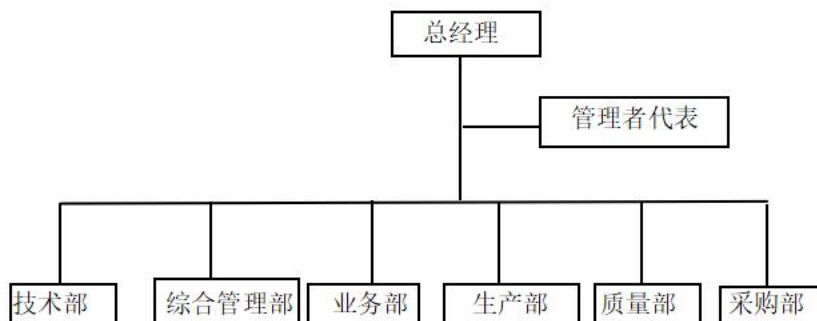 总经理
管理者代表
技术部
综合管理部
业务部
生产部
质量部
采购部